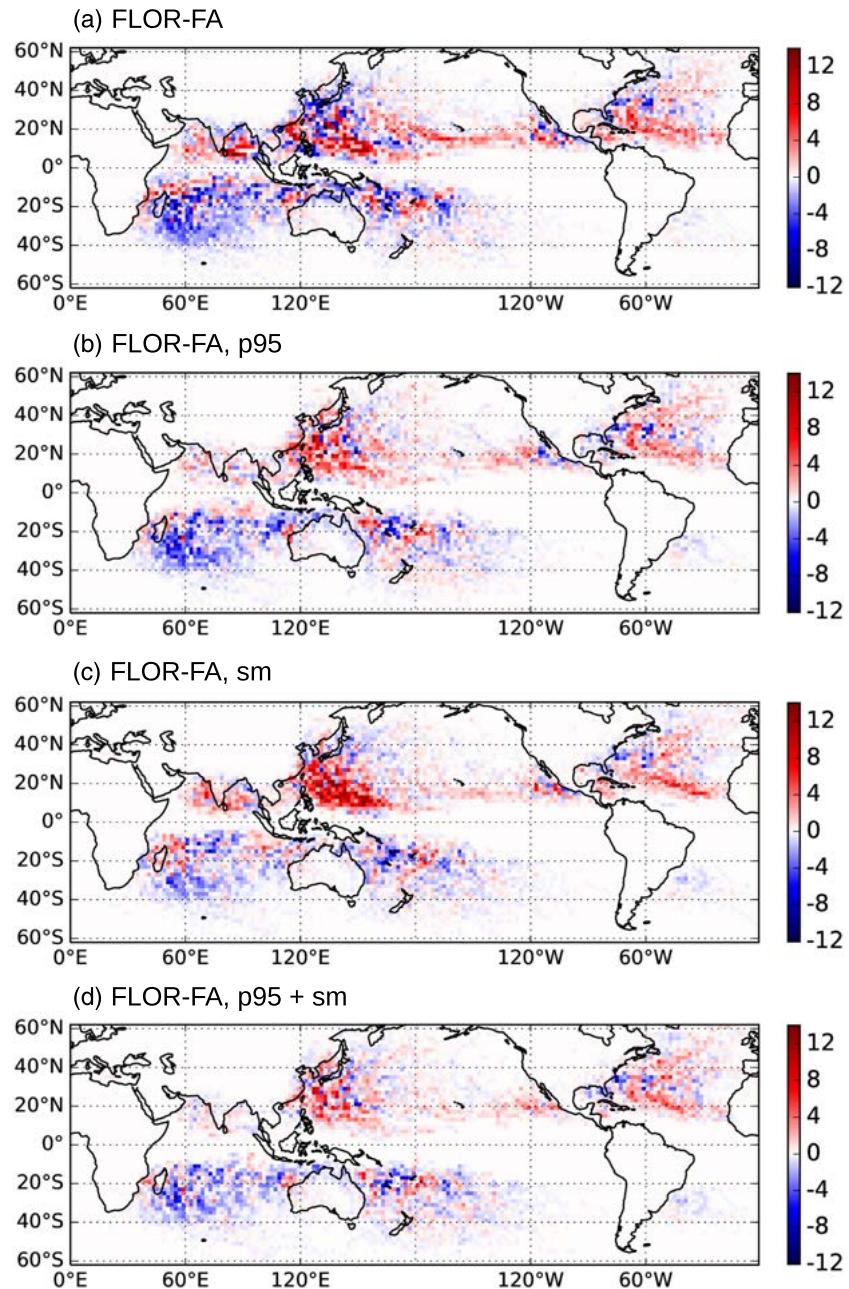 (a) FLOR-FA
60°N
40°N
20°N
0°
20°S
40°S
60°S
0°E 60°E 120°E 120°W 60°W
12
8
4
0
-4
-8
-12
(b) FLOR-FA, p95
60°N
40°N
20°N
0°
20°S
40°S
60°S
0°E 60°E 120°E 120°W 60°W
12
8
4
0
-4
-8
-12
(c) FLOR-FA, sm
60°N
40°N
20°N
0°
20°S
40°S
60°S
0°E 60°E 120°E 120°W 60°W
12
8
4
0
-4
-8
-12
(d) FLOR-FA, p95 + sm
60°N
40°N
20°N
0°
20°S
40°S
60°S
0°E 60°E 120°E 120°W 60°W
12
8
4
0
-4
-8
-12